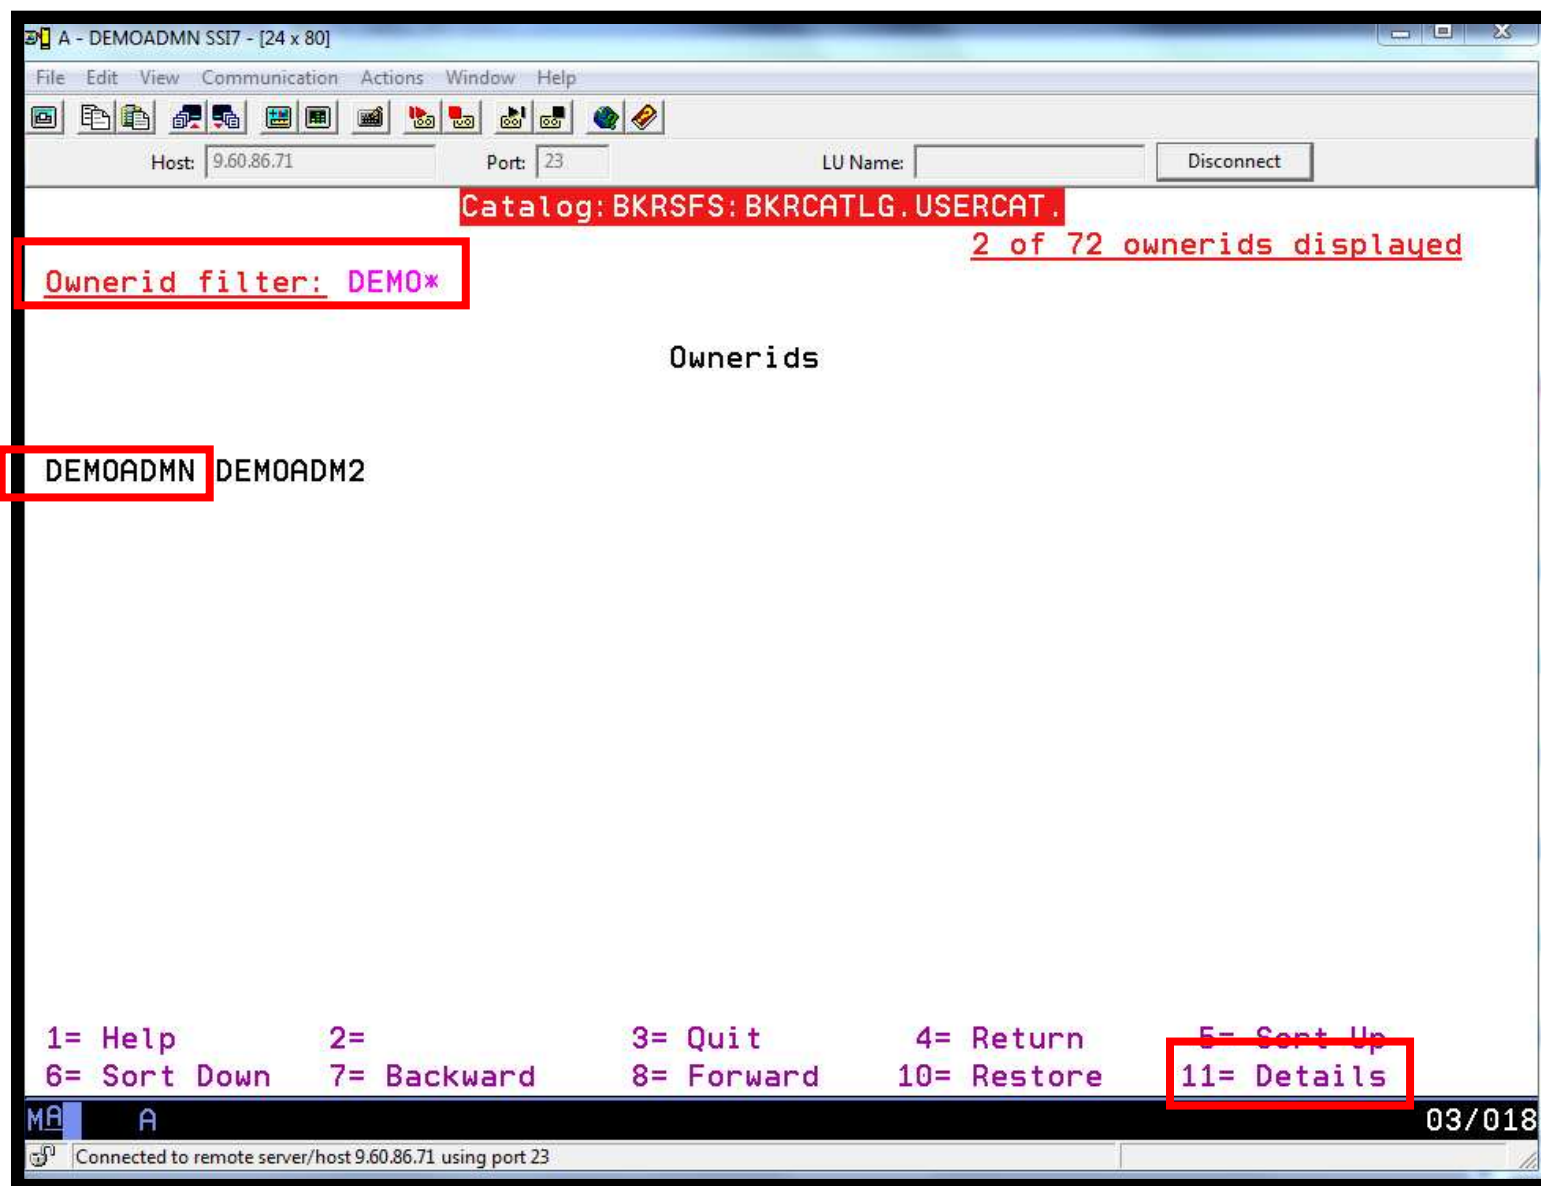 A - DEMOADMN SSI7 - [24 x 80]
File Edit View Communication Actions Window Help
Host: 9.60.86.71 Port: 23 LU Name: Disconnect
Catalog:BKRSFS:BKRCATLG.USERCAT.
2 of 72 ownerids displayed
Ownerid filter: DEMO*
Ownerids
DEMOADMN DEMOADM2
1= Help 2= 3= Quit 4= Return 5= Sort Up
6= Sort Down 7= Backward 8= Forward 10= Restore 11= Details
MA A 03/018
Connected to remote server/host 9.60.86.71 using port 23